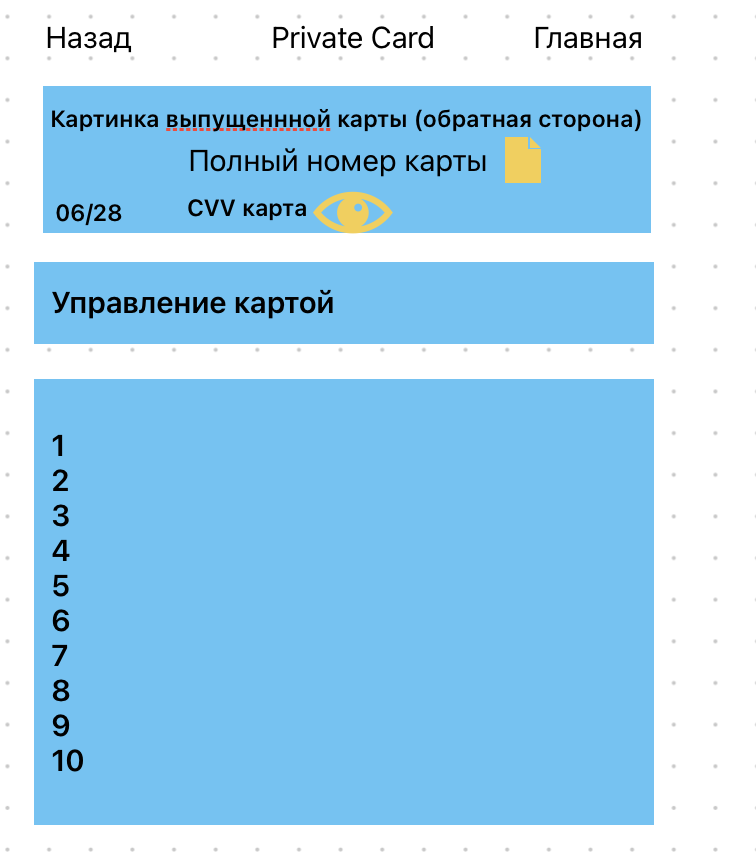 Назад Private Card Главная
Картинка выпущеннной карты (обратная сторона)
Полный номер карты
06/28 CVV карта
Управление картой
1
2
3
4
5
6
7
8
9
10